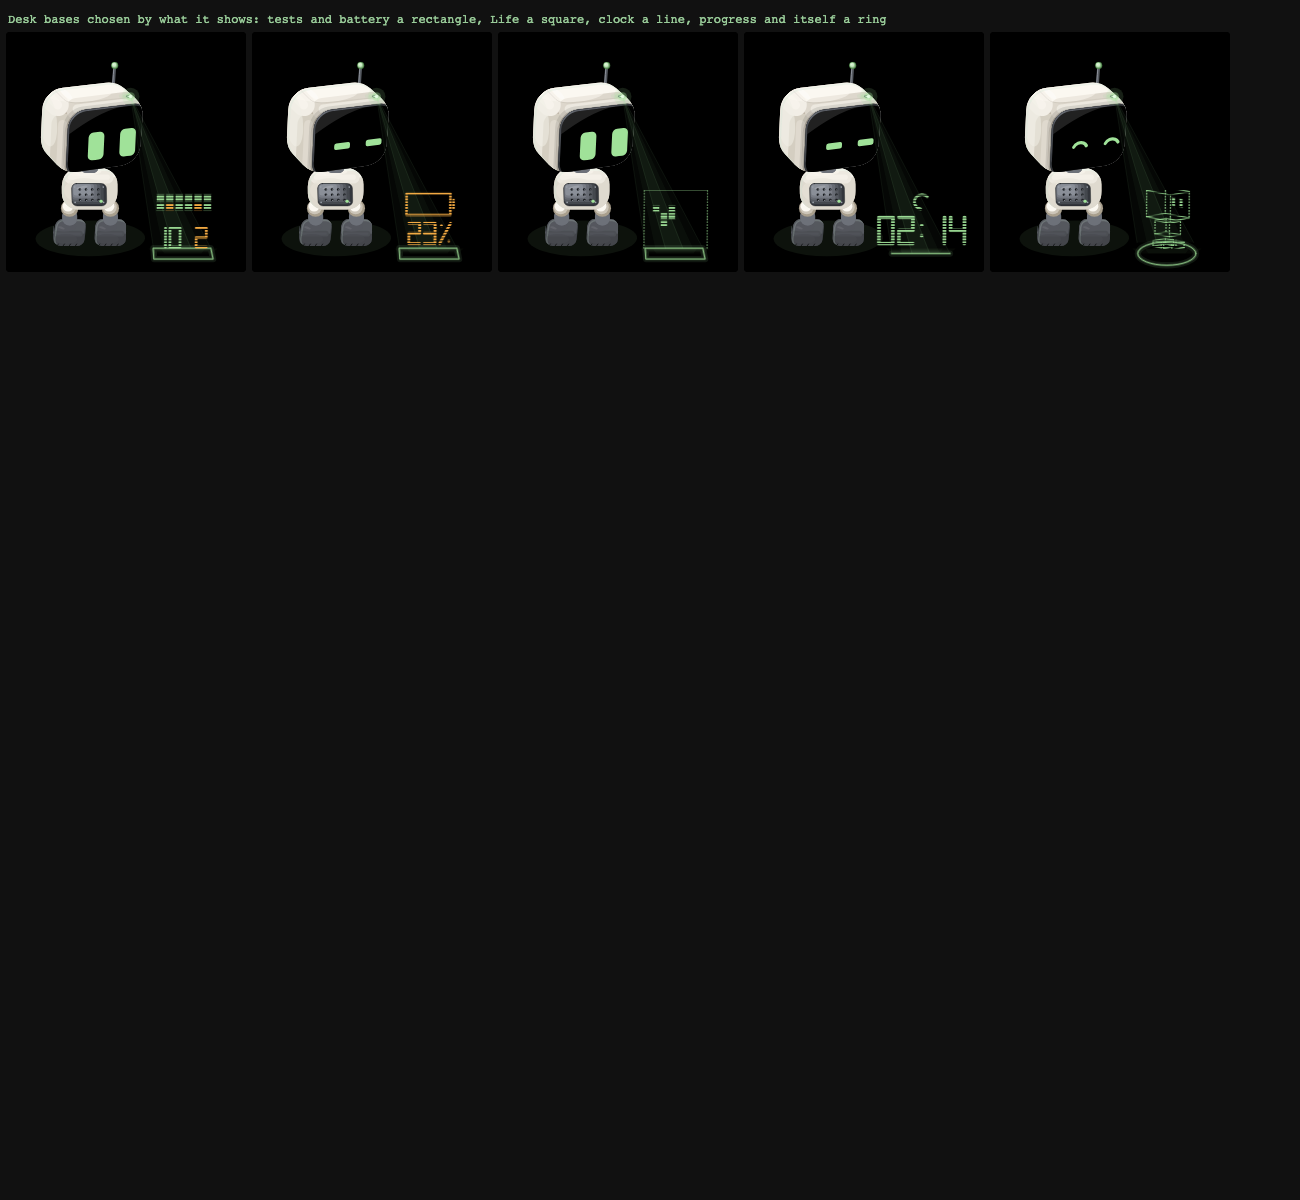 Desk bases chosen by what it shows: tests and battery a rectangle, Life a square, clock a line, progress and itself a ring
10 2
23%
02:14